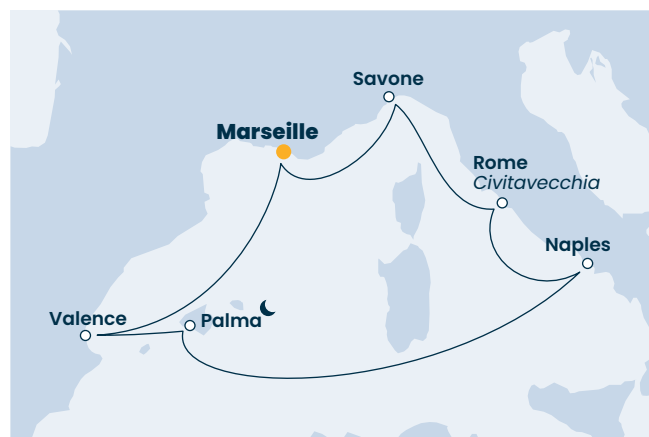 Savone
Marseille
Rome
Civitavecchia
Naples
Valence
Palma